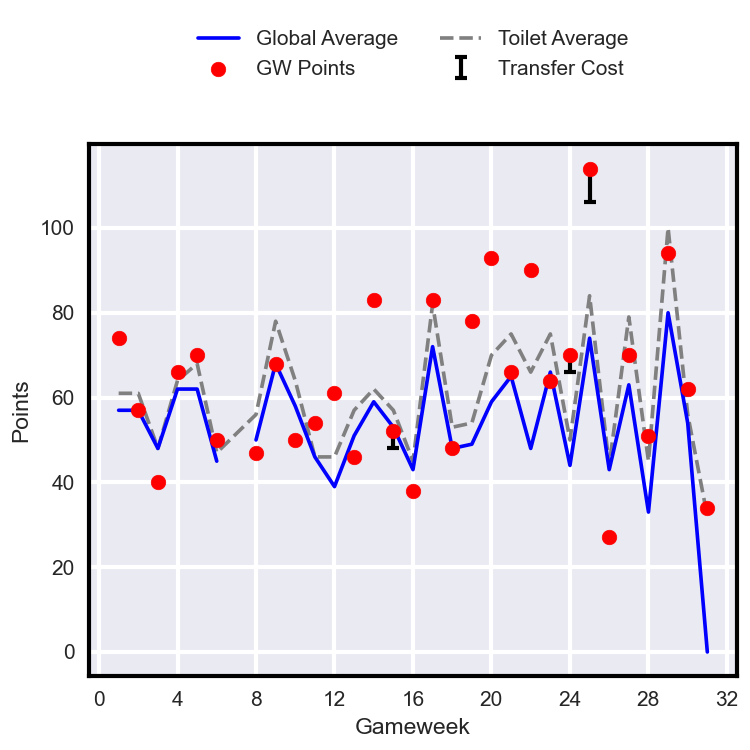 Global Average
Toilet Average
GW Points
Transfer Cost
100
80
60
40
20
0
Points
0 4 8 12 16 20 24 28 32
Gameweek